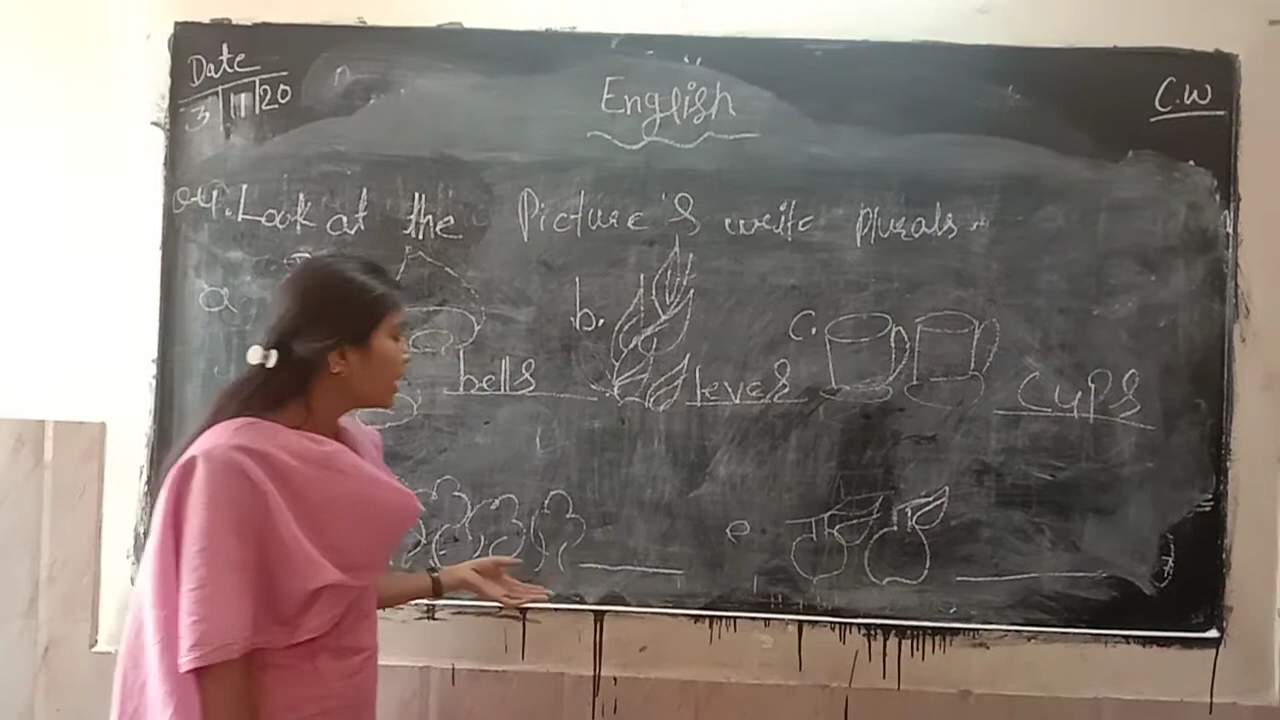 Date
3/11/20
English
C.W
Q4. Look at the Picture's write plurals
a
bells
b.
leves
c.
Cups
e